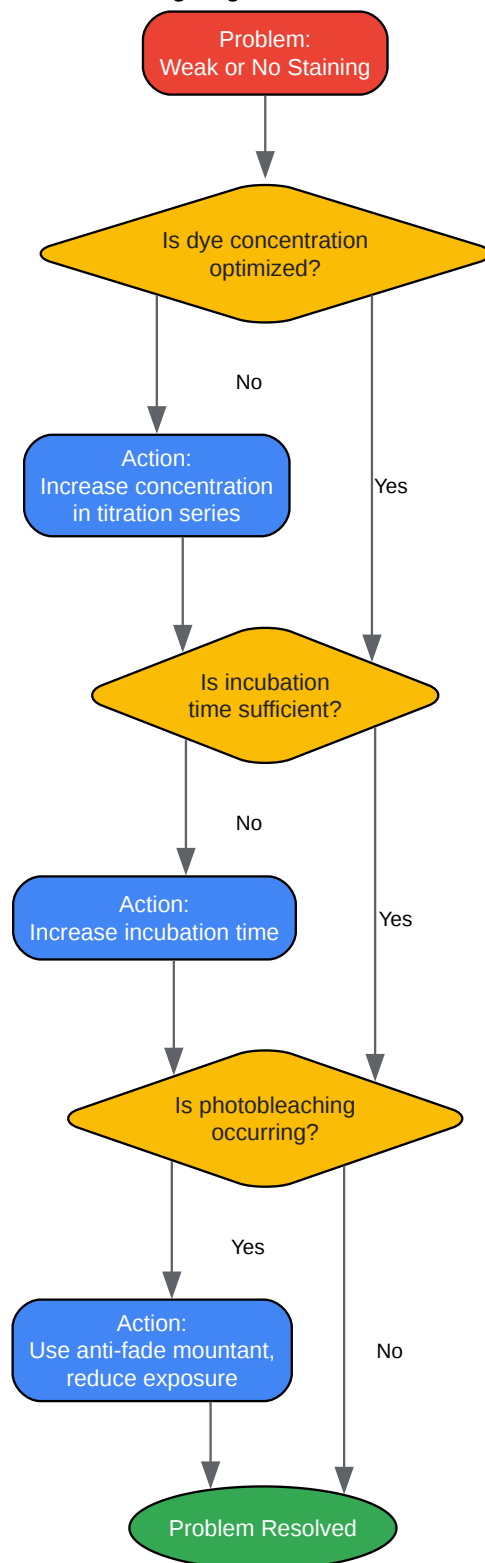 Problem:
Weak or No Staining
Is dye concentration
optimized?
No
Yes
Action:
Increase concentration
in titration series
Is incubation
time sufficient?
No
Yes
Action:
Increase incubation time
Is photobleaching
occurring?
Yes
No
Action:
Use anti-fade mountant,
reduce exposure
Problem Resolved